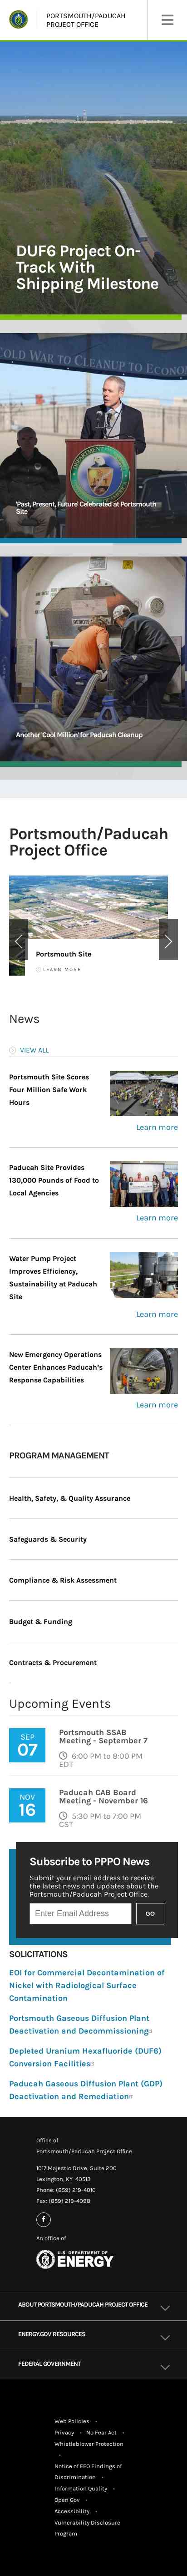 PORTSMOUTH/PADUCAH
PROJECT OFFICE
DUF6 Project On-
Track With
Shipping Milestone
OLD WAR TO CLEANUP TO FUTURE
'Past, Present, Future' Celebrated at Portsmouth
Site
Another 'Cool Million' for Paducah Cleanup
Portsmouth/Paducah
Project Office
Portsmouth Site
LEARN MORE
News
VIEW ALL
Portsmouth Site Scores
Four Million Safe Work
Hours
Learn more
Paducah Site Provides
130,000 Pounds of Food to
Local Agencies
Learn more
Water Pump Project
Improves Efficiency,
Sustainability at Paducah
Site
Learn more
New Emergency Operations
Center Enhances Paducah's
Response Capabilities
Learn more
PROGRAM MANAGEMENT
Health, Safety, & Quality Assurance
Safeguards & Security
Compliance & Risk Assessment
Budget & Funding
Contracts & Procurement
Upcoming Events
SEP
07
Portsmouth SSAB
Meeting - September 7
6:00 PM to 8:00 PM
EDT
NOV
16
Paducah CAB Board
Meeting - November 16
5:30 PM to 7:00 PM
CST
Subscribe to PPPO News
Submit your email address to receive
the latest news and updates about the
Portsmouth/Paducah Project Office.
Enter Email Address
GO
SOLICITATIONS
EOI for Commercial Decontamination of
Nickel with Radiological Surface
Contamination
Portsmouth Gaseous Diffusion Plant
Deactivation and Decommissioning
Depleted Uranium Hexafluoride (DUF6)
Conversion Facilities
Paducah Gaseous Diffusion Plant (GDP)
Deactivation and Remediation
Office of
Portsmouth/Paducah Project Office
1017 Majestic Drive, Suite 200
Lexington, KY 40513
Phone: (859) 219-4010
Fax: (859) 219-4098
An office of
U.S. DEPARTMENT OF
ENERGY
ABOUT PORTSMOUTH/PADUCAH PROJECT OFFICE
ENERGY.GOV RESOURCES
FEDERAL GOVERNMENT
Web Policies •
Privacy • No Fear Act •
Whistleblower Protection
•
Notice of EEO Findings of
Discrimination •
Information Quality •
Open Gov •
Accessibility •
Vulnerability Disclosure
Program